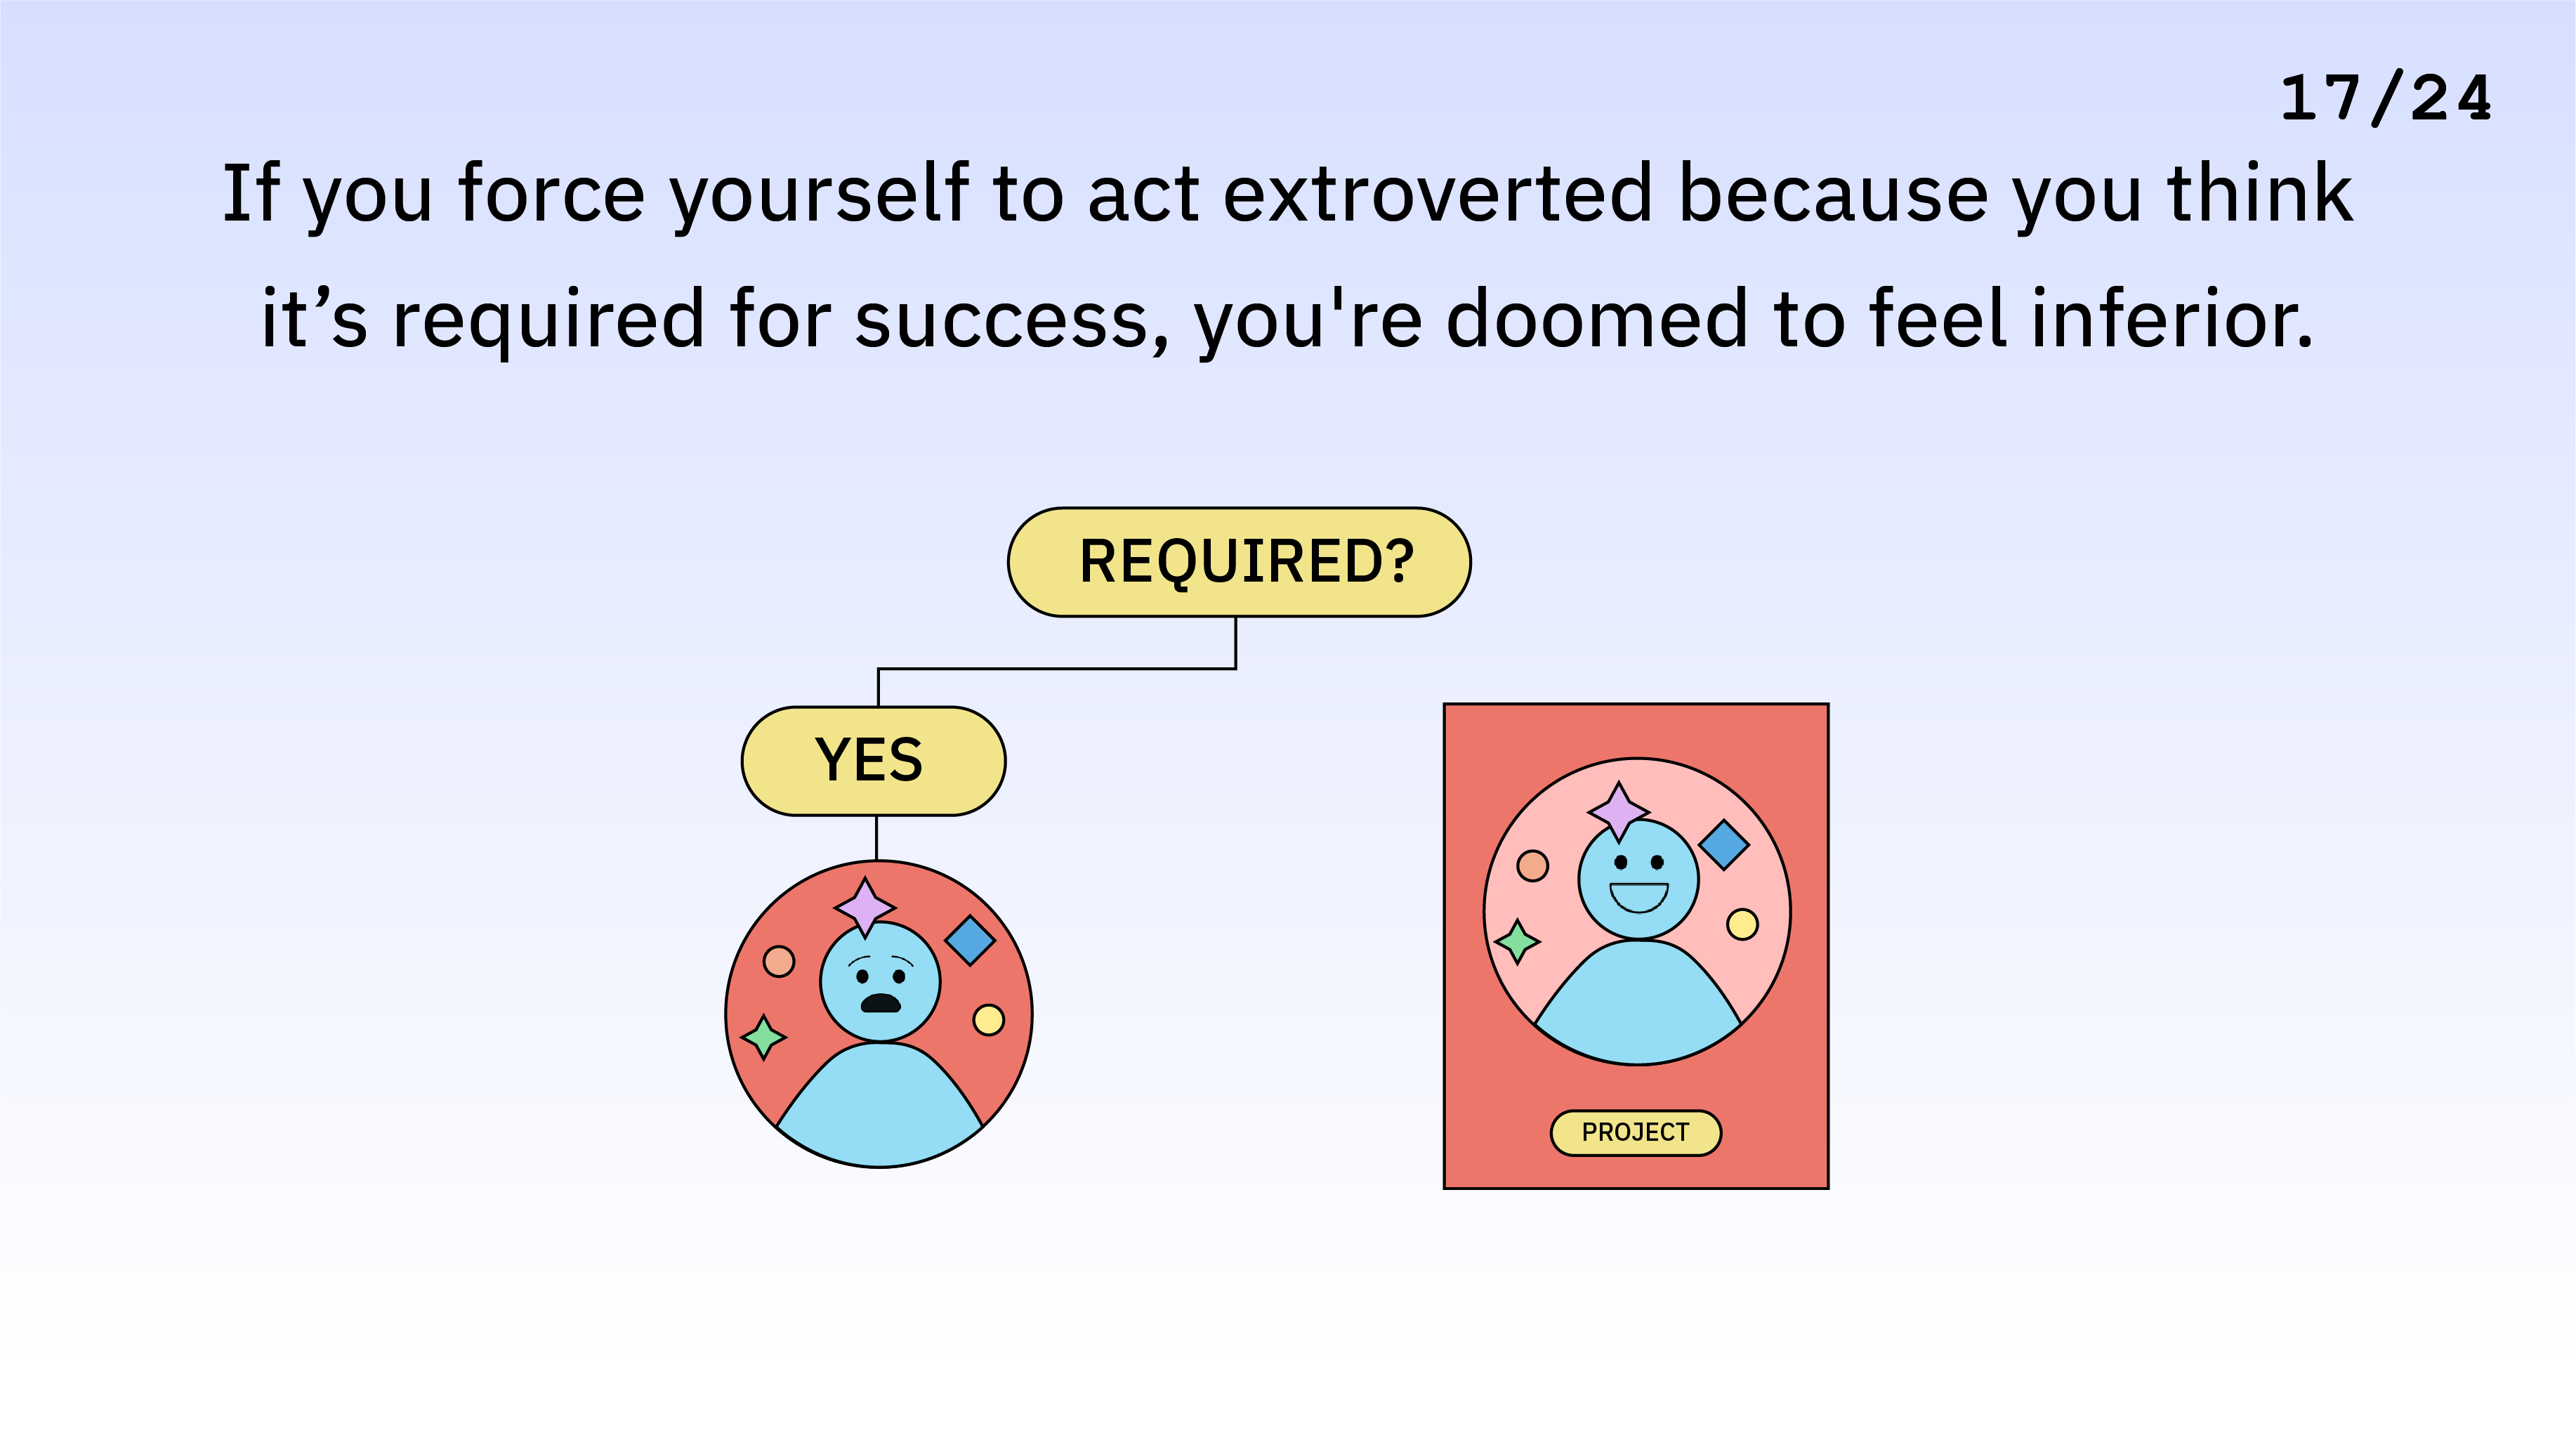 17/24
If you force yourself to act extroverted because you think
it’s required for success, you're doomed to feel inferior.
REQUIRED?
YES
PROJECT